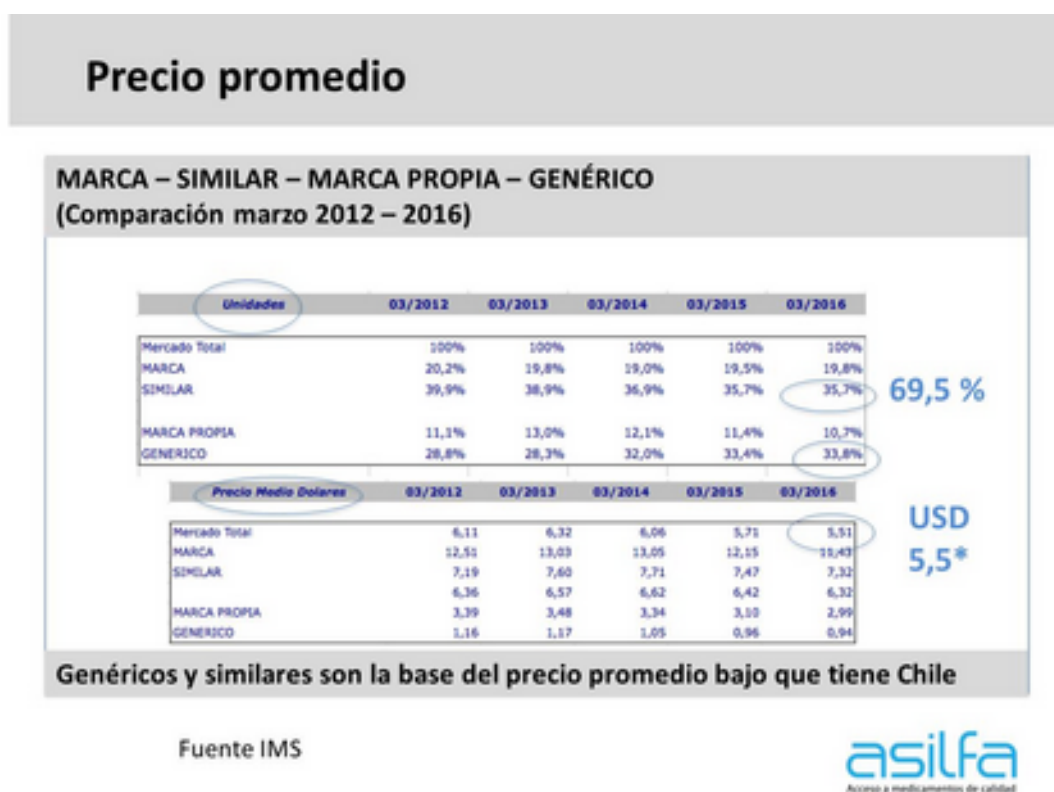 Precio promedio
MARCA – SIMILAR – MARCA PROPIA – GENÉRICO
(Comparación marzo 2012 – 2016)
Unidades 03/2012 03/2013 03/2014 03/2015 03/2016
Mercado Total 100% 100% 100% 100% 100%
MARCA 20,2% 19,8% 19,0% 19,5% 19,8%
SIMILAR 39,9% 38,9% 36,9% 35,7% 35,7%
69,5 %
MARCA PROPIA 11,1% 13,0% 12,1% 11,4% 10,7%
GENERICO 28,8% 28,3% 32,0% 33,4% 33,8%
Precio Medio Dolares 03/2012 03/2013 03/2014 03/2015 03/2016
Mercado Total 6,11 6,32 6,06 5,71 5,51
MARCA 12,51 13,03 13,05 12,15 11,43
SIMILAR 7,19 7,60 7,71 7,47 7,32
6,36 6,57 6,62 6,42 6,32
MARCA PROPIA 3,39 3,48 3,34 3,10 2,99
GENERICO 1,16 1,17 1,05 0,96 0,94
USD
5,5*
Genéricos y similares son la base del precio promedio bajo que tiene Chile
Fuente IMS
asilfa
Acceso a medicamentos de calidad